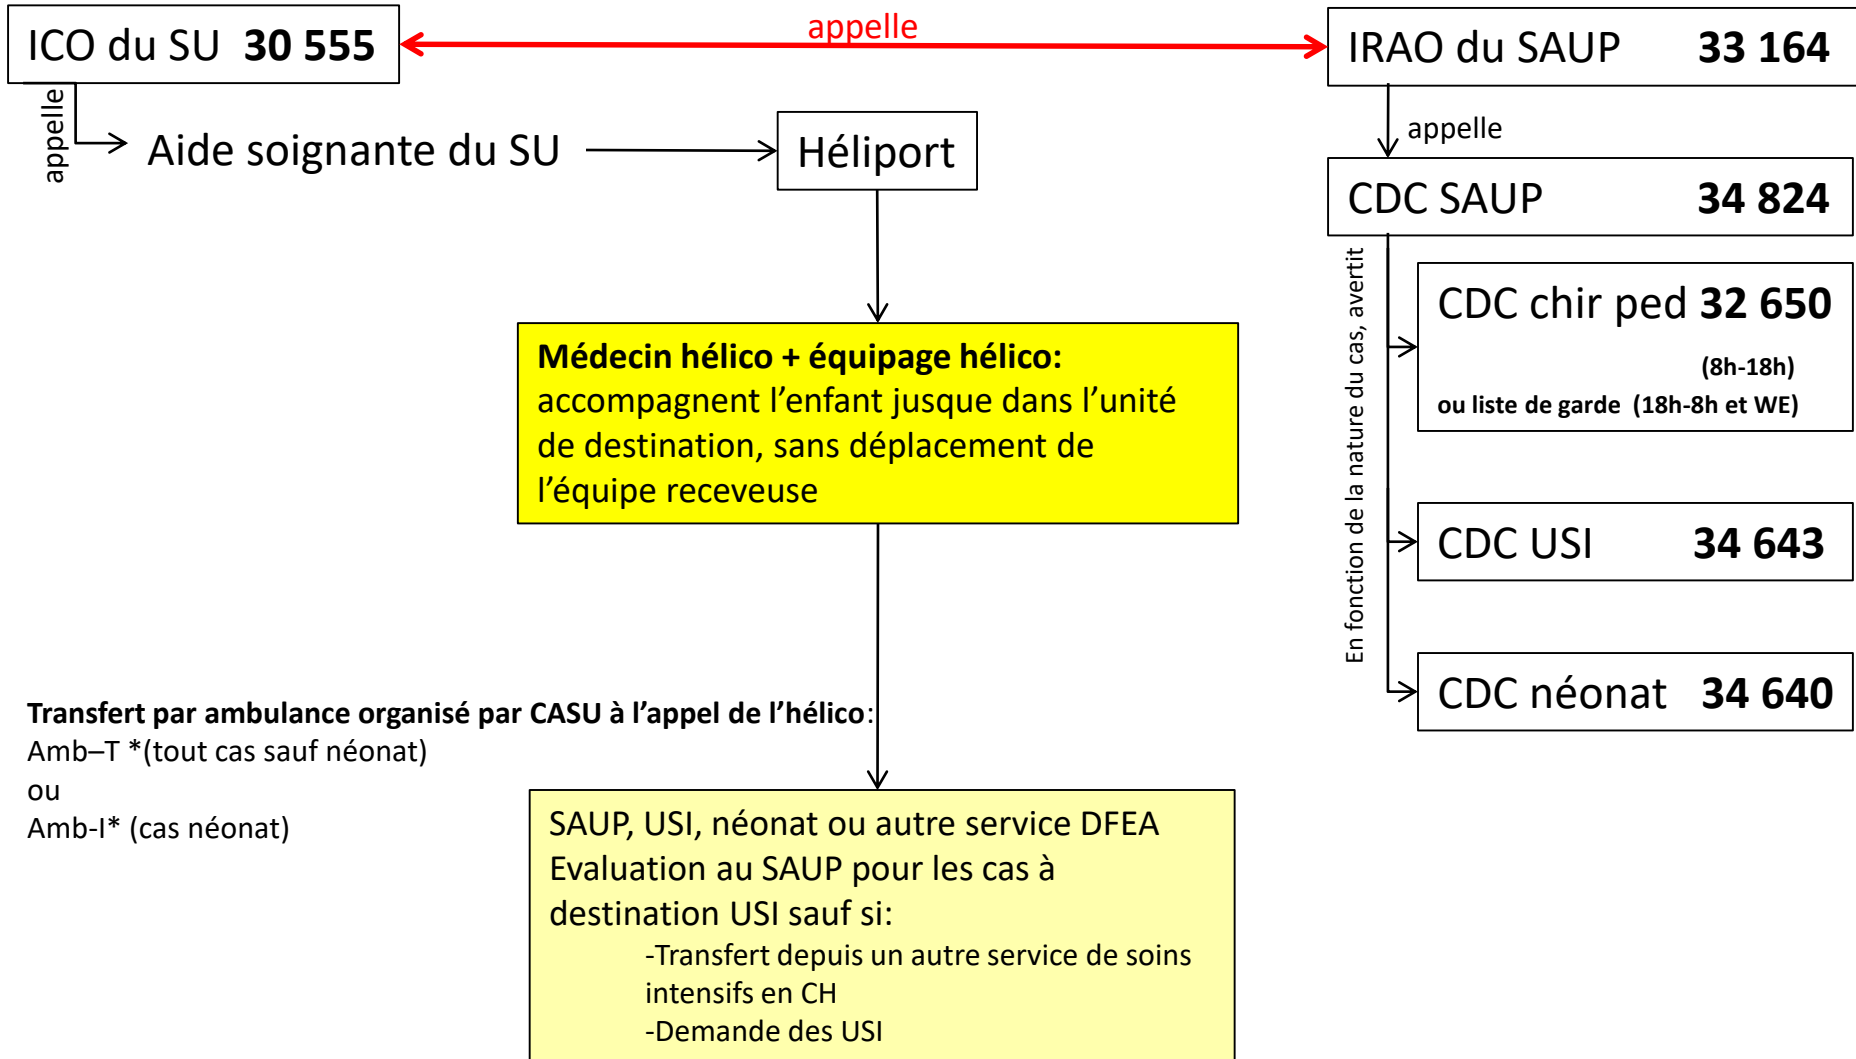 ICO du SU 30 555
appelle
IRAO du SAUP 33 164
appelle
Aide soignante du SU
Héliport
appelle
CDC SAUP 34 824
En fonction de la nature du cas, avertit
CDC chir ped 32 650
(8h-18h)
ou liste de garde (18h-8h et WE)
Médecin hélico + équipage hélico:
accompagnent l’enfant jusque dans l’unité
de destination, sans déplacement de
l’équipe receveuse
CDC USI 34 643
CDC néonat 34 640
Transfert par ambulance organisé par CASU à l’appel de l’hélico:
Amb–T *(tout cas sauf néonat)
ou
Amb-I* (cas néonat)
SAUP, USI, néonat ou autre service DFEA
Evaluation au SAUP pour les cas à
destination USI sauf si:
-Transfert depuis un autre service de soins
intensifs en CH
-Demande des USI